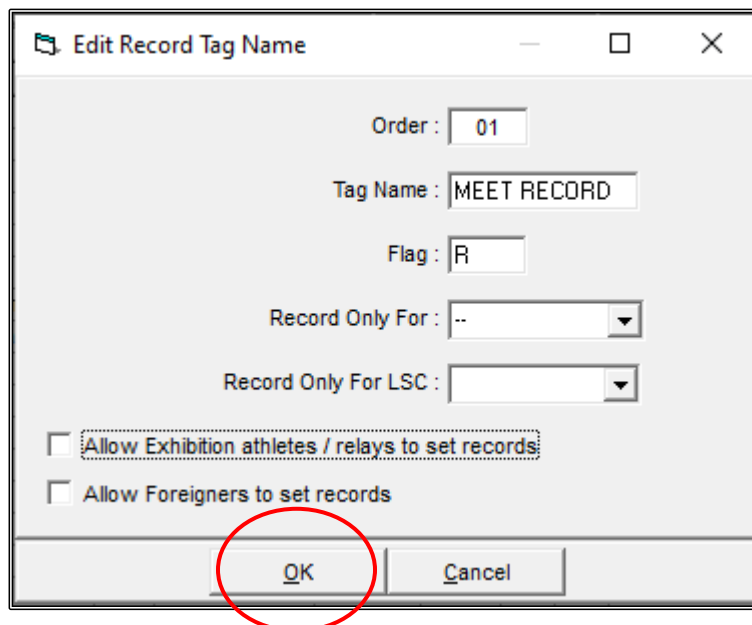 Edit Record Tag Name
Order : 01
Tag Name : MEET RECORD
Flag : R
Record Only For : --
Record Only For LSC :
Allow Exhibition athletes / relays to set records
Allow Foreigners to set records
OK Cancel